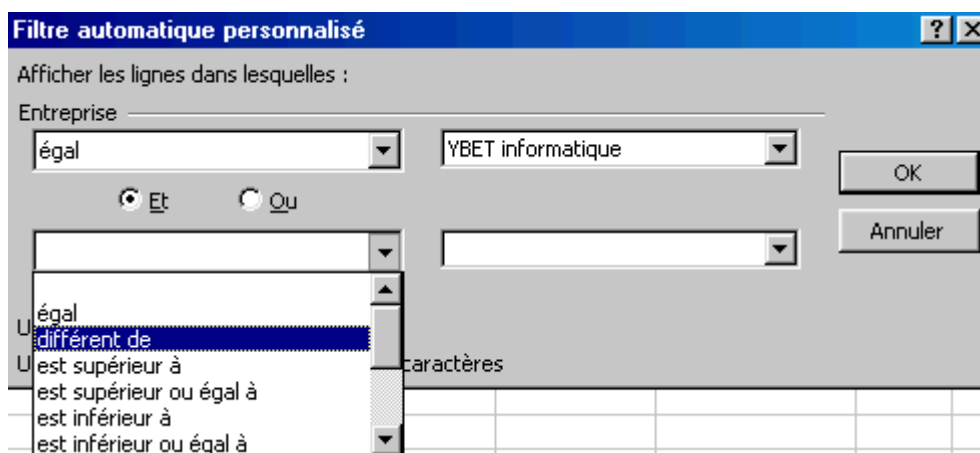 Filtre automatique personnalisé
Afficher les lignes dans lesquelles :
Entreprise
égal YBET informatique
OK
Et Ou
Annuler
égal
U
différent de
U est supérieur à caractères
est supérieur ou égal à
est inférieur à
est inférieur ou égal à